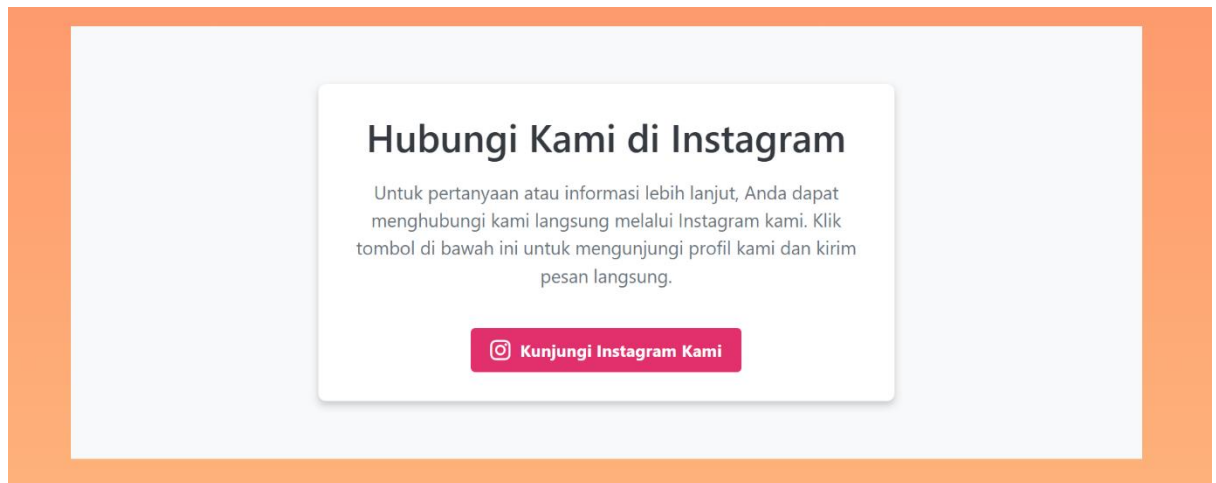 Hubungi Kami di Instagram
Untuk pertanyaan atau informasi lebih lanjut, Anda dapat
menghubungi kami langsung melalui Instagram kami. Klik
tombol di bawah ini untuk mengunjungi profil kami dan kirim
pesan langsung.
Kunjungi Instagram Kami